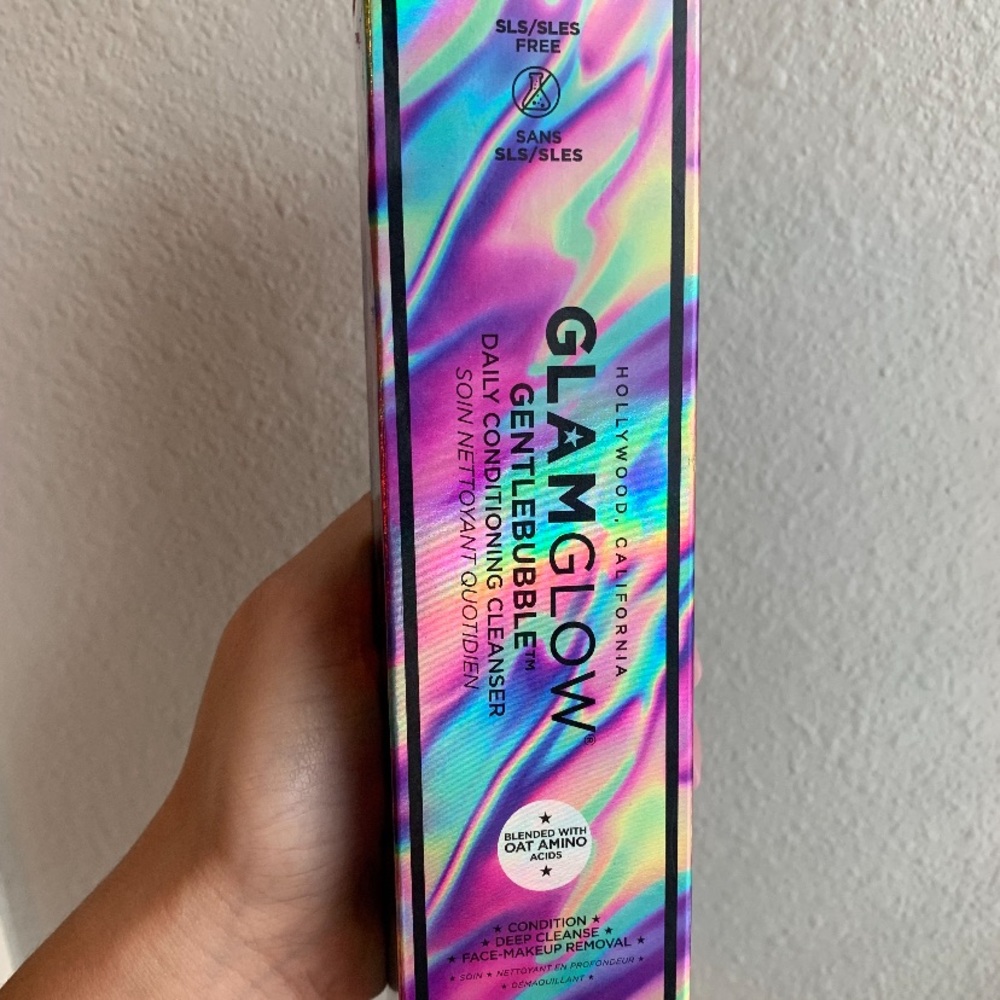 SLS/SLES
FREE
SANS
SLS/SLES
HOLLYWOOD, CALIFORNIA
GLAMGLOW®
GENTLEBUBBLE™
DAILY CONDITIONING CLEANSER
SOIN NETTOYANT QUOTIDIEN
★
BLENDED WITH
OAT AMINO
ACIDS
★
★ CONDITION ★
★ DEEP CLEANSE ★
★ FACE-MAKEUP REMOVAL ★
★ SOIN ★ NETTOYANT EN PROFONDEUR ★
★ DÉMAQUILLANT ★